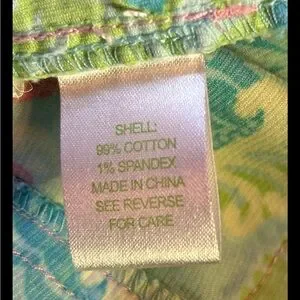 SHELL:
99% COTTON
1% SPANDEX
MADE IN CHINA
SEE REVERSE
FOR CARE